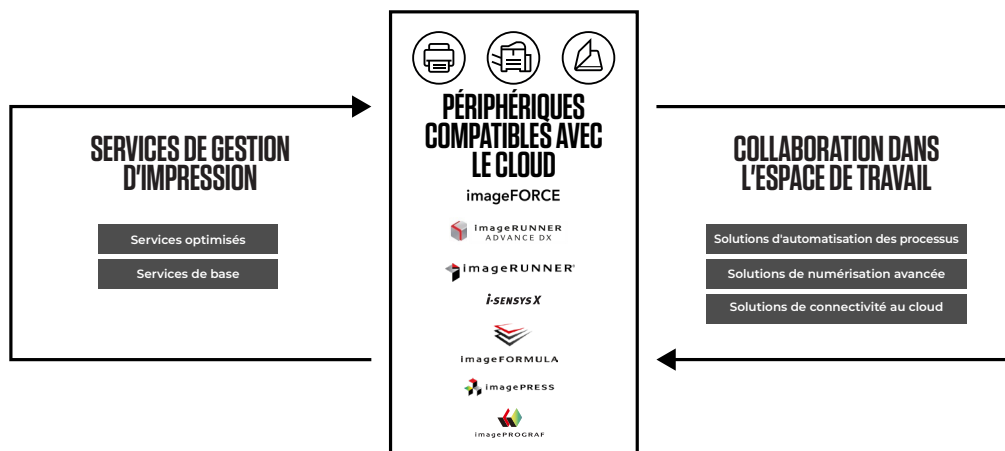 SERVICES DE GESTION
D'IMPRESSION
Services optimisés
Services de base
PÉRIPHÉRIQUES
COMPATIBLES AVEC
LE CLOUD
imageFORCE
imageRUNNER
ADVANCE DX
imageRUNNER®
i-SENSYS X
imageFORMULA
imagePRESS
imagePROGRAF
COLLABORATION DANS
L'ESPACE DE TRAVAIL
Solutions d'automatisation des processus
Solutions de numérisation avancée
Solutions de connectivité au cloud